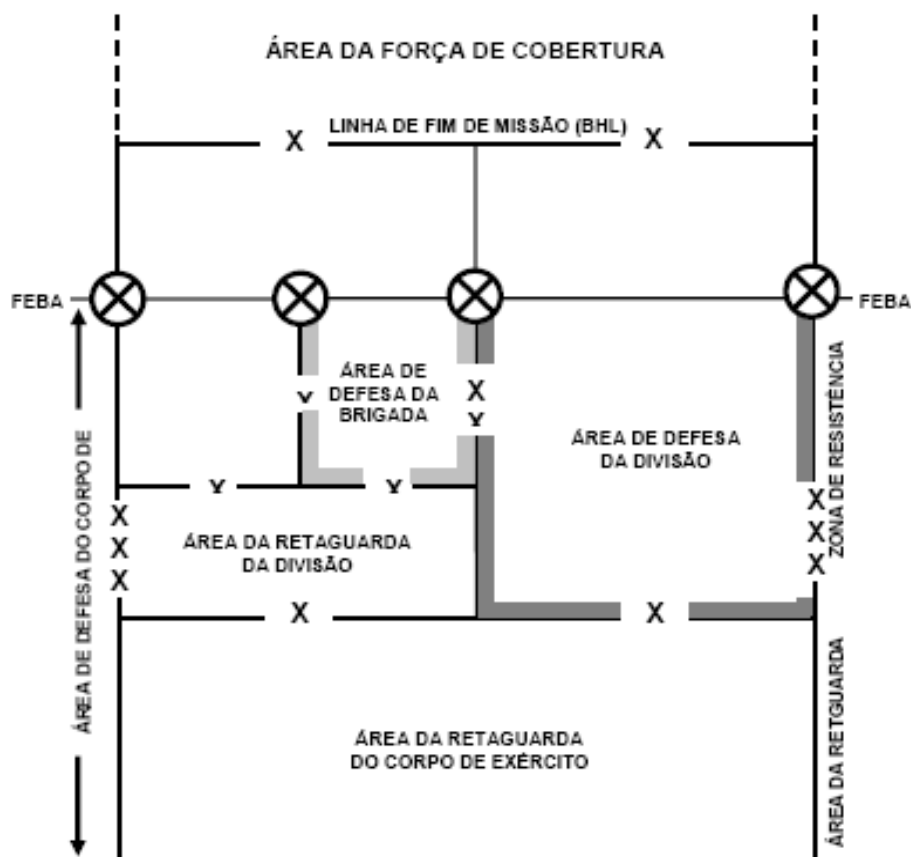 ÁREA DA FORÇA DE COBERTURA
LINHA DE FIM DE MISSÃO (BHL)
X
X
FEBA
FEBA
ÁREA DE
DEFESA DA
BRIGADA
X
X
ÁREA DE DEFESA
DA DIVISÃO
ZONA DE RESISTÊNCIA
ÁREA DE DEFESA DO CORPO DE
X
X
X
X
X
X
X
X
X
ÁREA DA RETAGUARDA
DA DIVISÃO
X
X
ÁREA DA RETAGUARDA
DO CORPO DE EXÉRCITO
ÁREA DA RETGUARDA